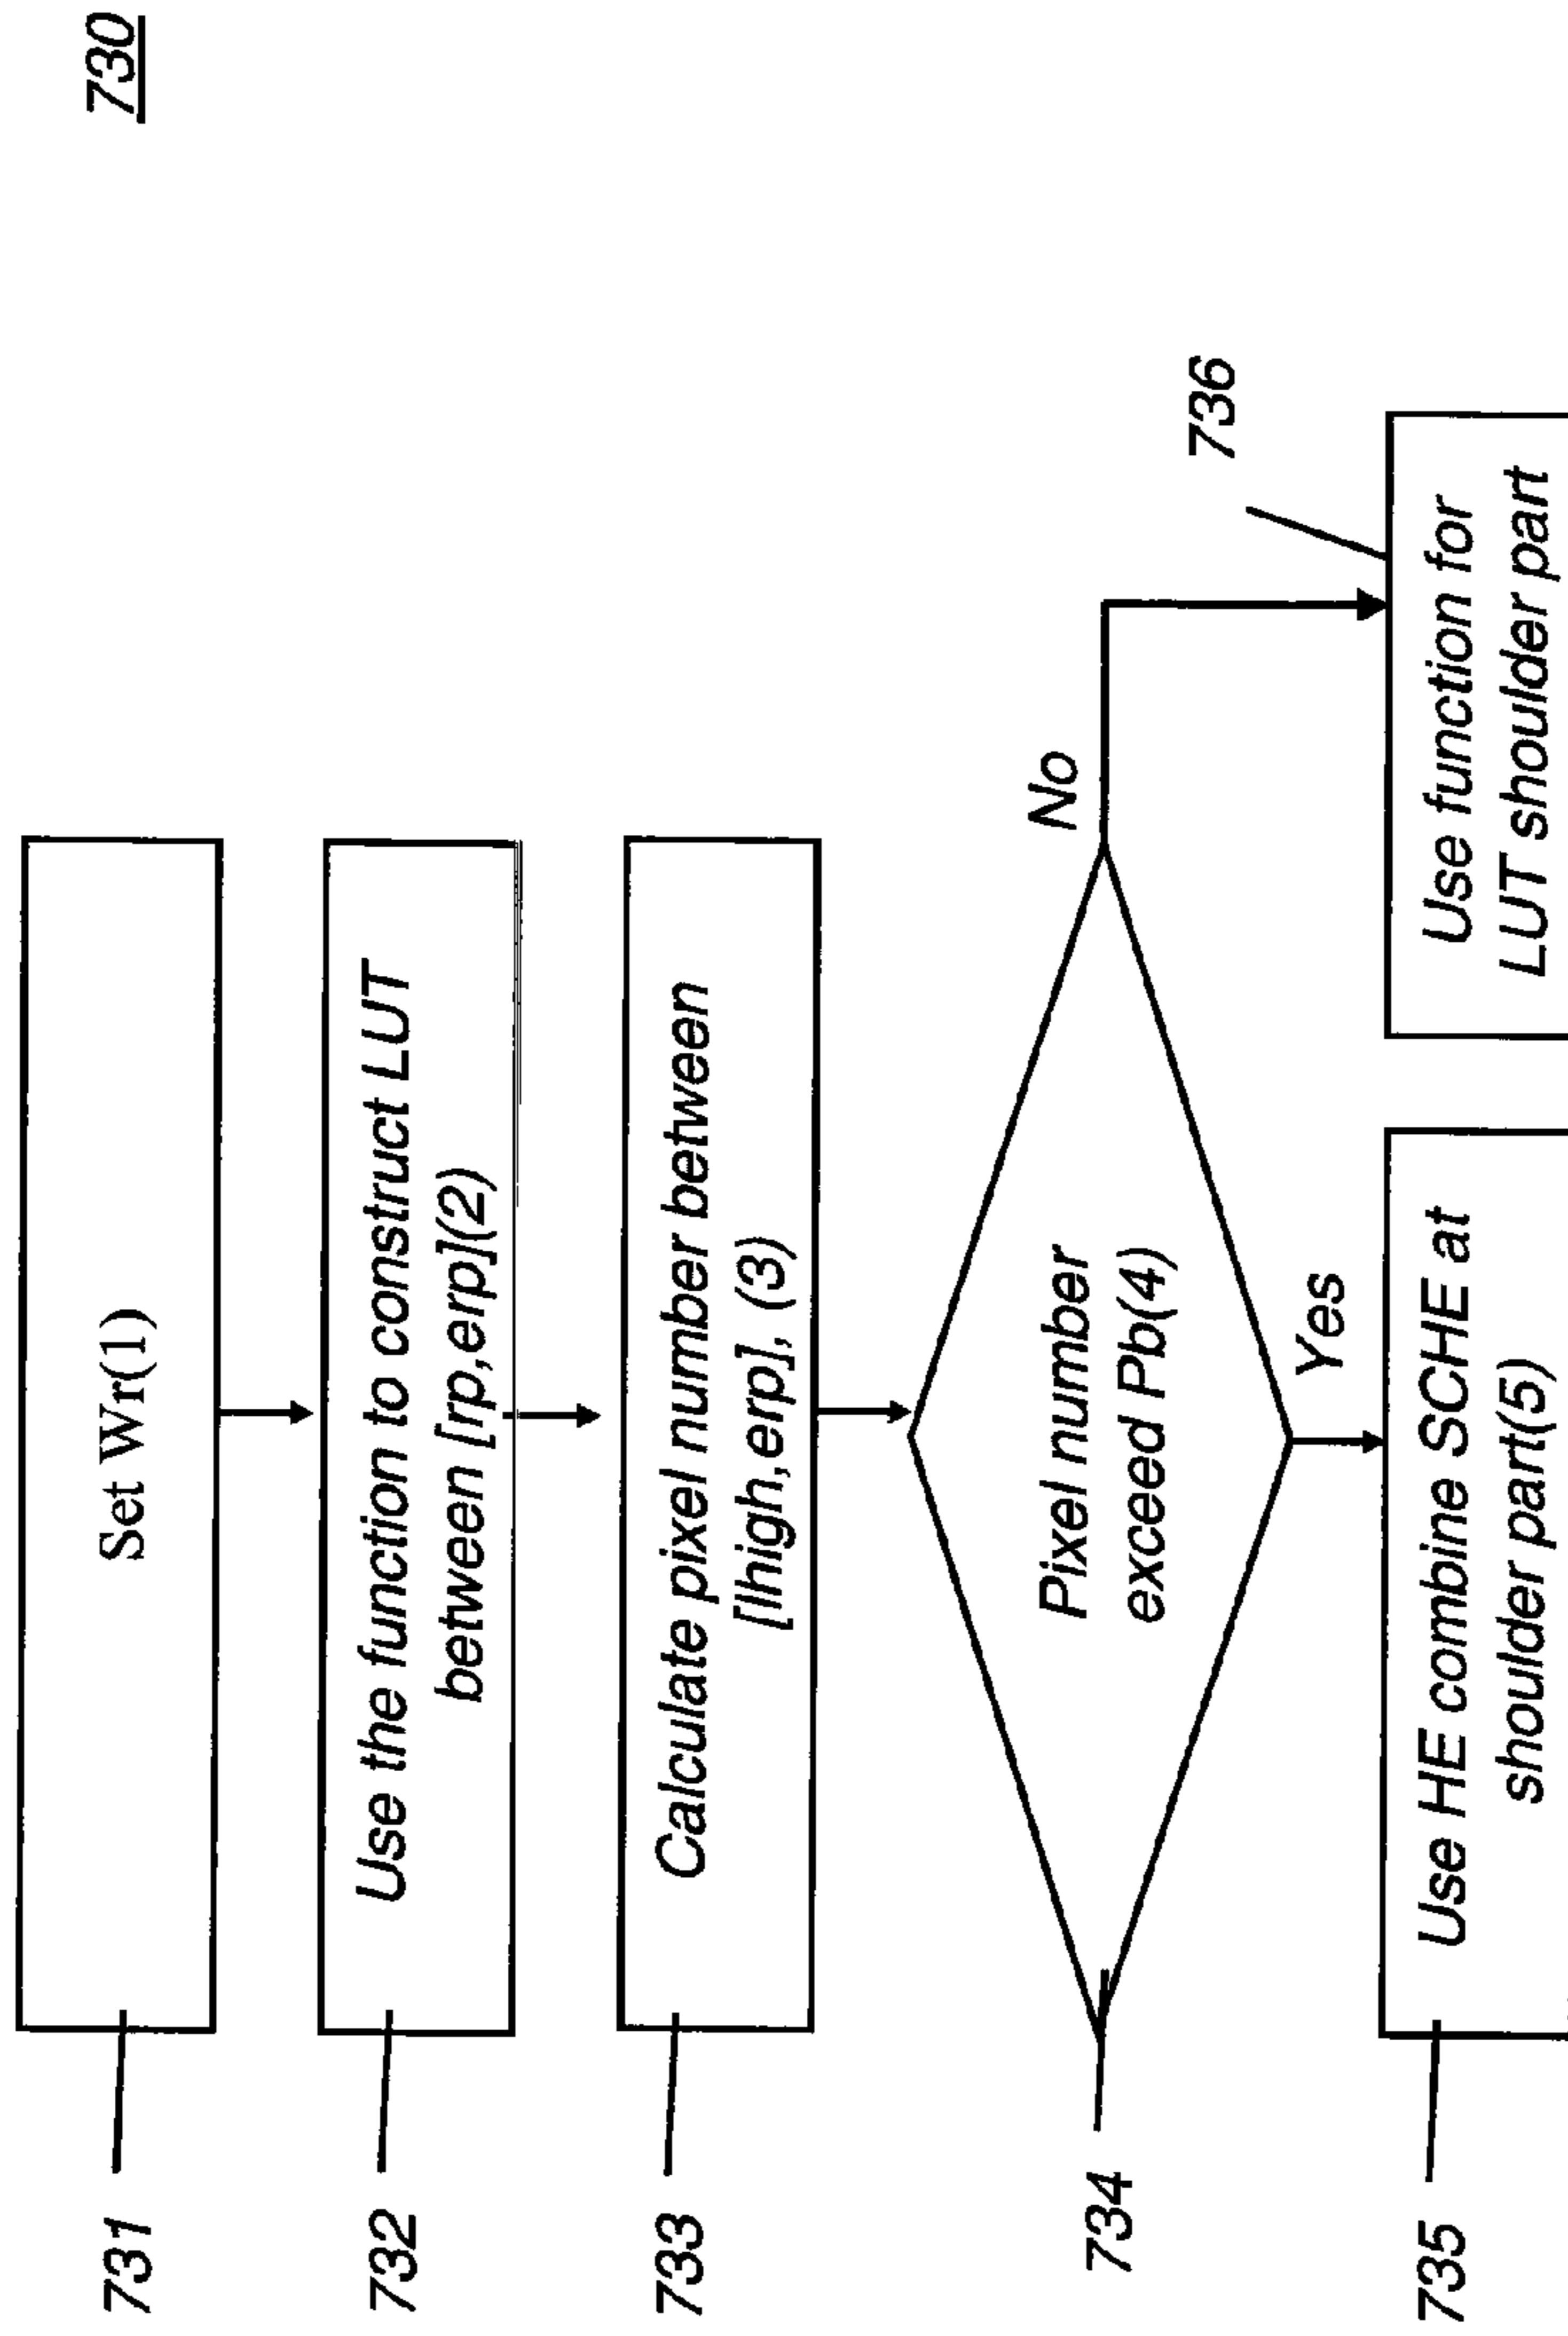 730
731
Set Wr(1)
732
Use the function to construct LUT
between [rp,erp](2)
733
Calculate pixel number between
[lhigh,erp], (3)
734
Pixel number
exceed Pb(4)
No
Yes
736
735
Use HE combine SCHE at
shoulder part(5)
Use function for
LUT shoulder part